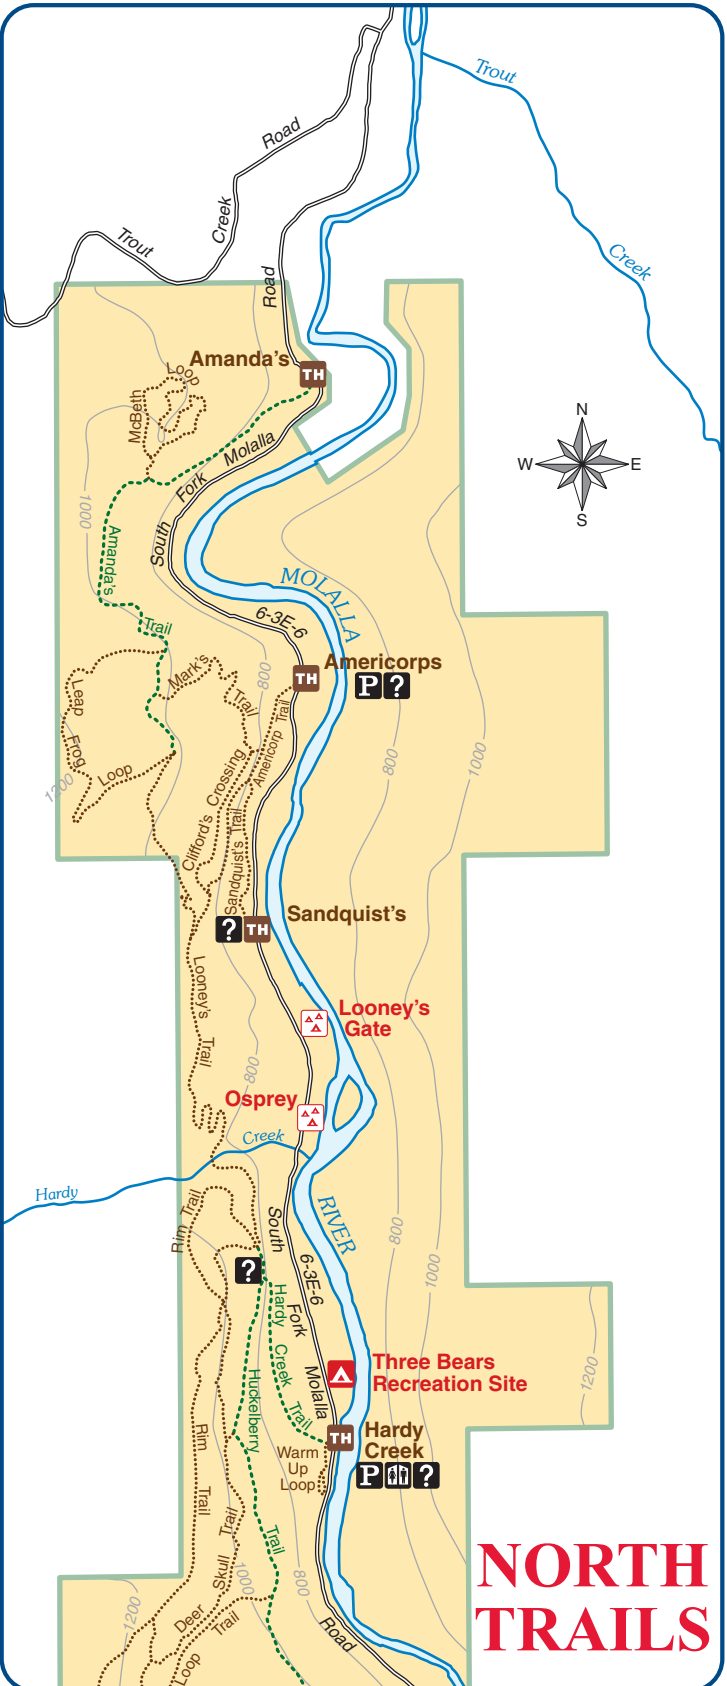 Trout
Creek
Road
Creek
Trout
Road
Amanda's
TH
Loop
McBeth
Molalla
Fork
South
N
W
E
S
1000
Amanda's
Trail
MOLALLA
6-3E-6
Americorps
TH
P ?
800
Mark's
Trail
Americorp Trail
Leap
Frog
Loop
1200
800
1000
Clifford's Crossing
Sandquist's Trail
Sandquist's
? TH
Looney's
Trail
Looney's
Gate
800
Osprey
Creek
Hardy
Rim Trail
South
RIVER
800
1000
?
6-3E-6
Fork
Molalla
Hardy
Creek
Trail
Huckelberry
Trail
Three Bears
Recreation Site
1200
TH
Hardy
Creek
P ?
Warm
Up
Loop
Rim
Trail
Deer
Skull
Trail
1000
800
1200
Loop
Trail
Road
NORTH
TRAILS